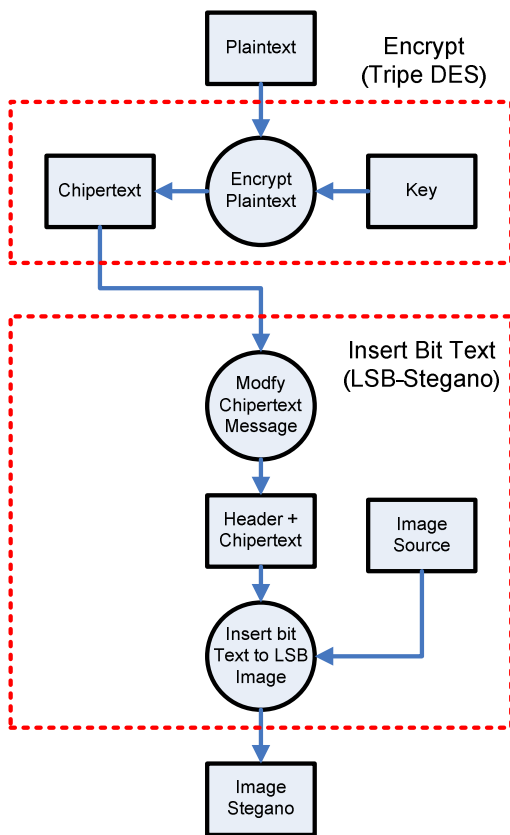 Plaintext
Encrypt
(Tripe DES)
Chipertext
Encrypt
Plaintext
Key
Insert Bit Text
(LSB-Stegano)
Modfy
Chipertext
Message
Header +
Chipertext
Image
Source
Insert bit
Text to LSB
Image
Image
Stegano